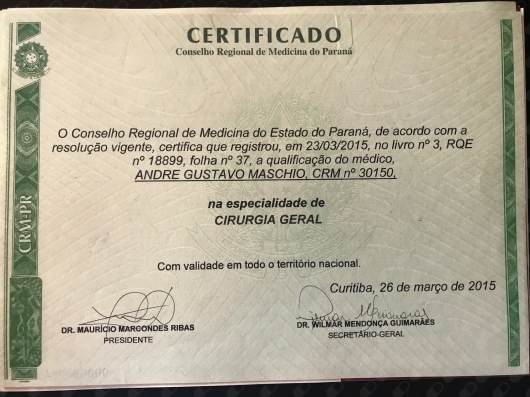 CERTIFICADO
Conselho Regional de Medicina do Paraná
O Conselho Regional de Medicina do Estado do Paraná, de acordo com a
resolução vigente, certifica que registrou, em 23/03/2015, no livro nº 3, RQE
nº 18899, folha nº 37, a qualificação do médico,
ANDRE GUSTAVO MASCHIO, CRM nº 30150,
na especialidade de
CIRURGIA GERAL
CRM-PR
Com validade em todo o território nacional.
Curitiba, 26 de março de 2015
DR. MAURÍCIO MARCONDES RIBAS
PRESIDENTE
DR. WILMAR MENDONÇA GUIMARÃES
SECRETÁRIO-GERAL